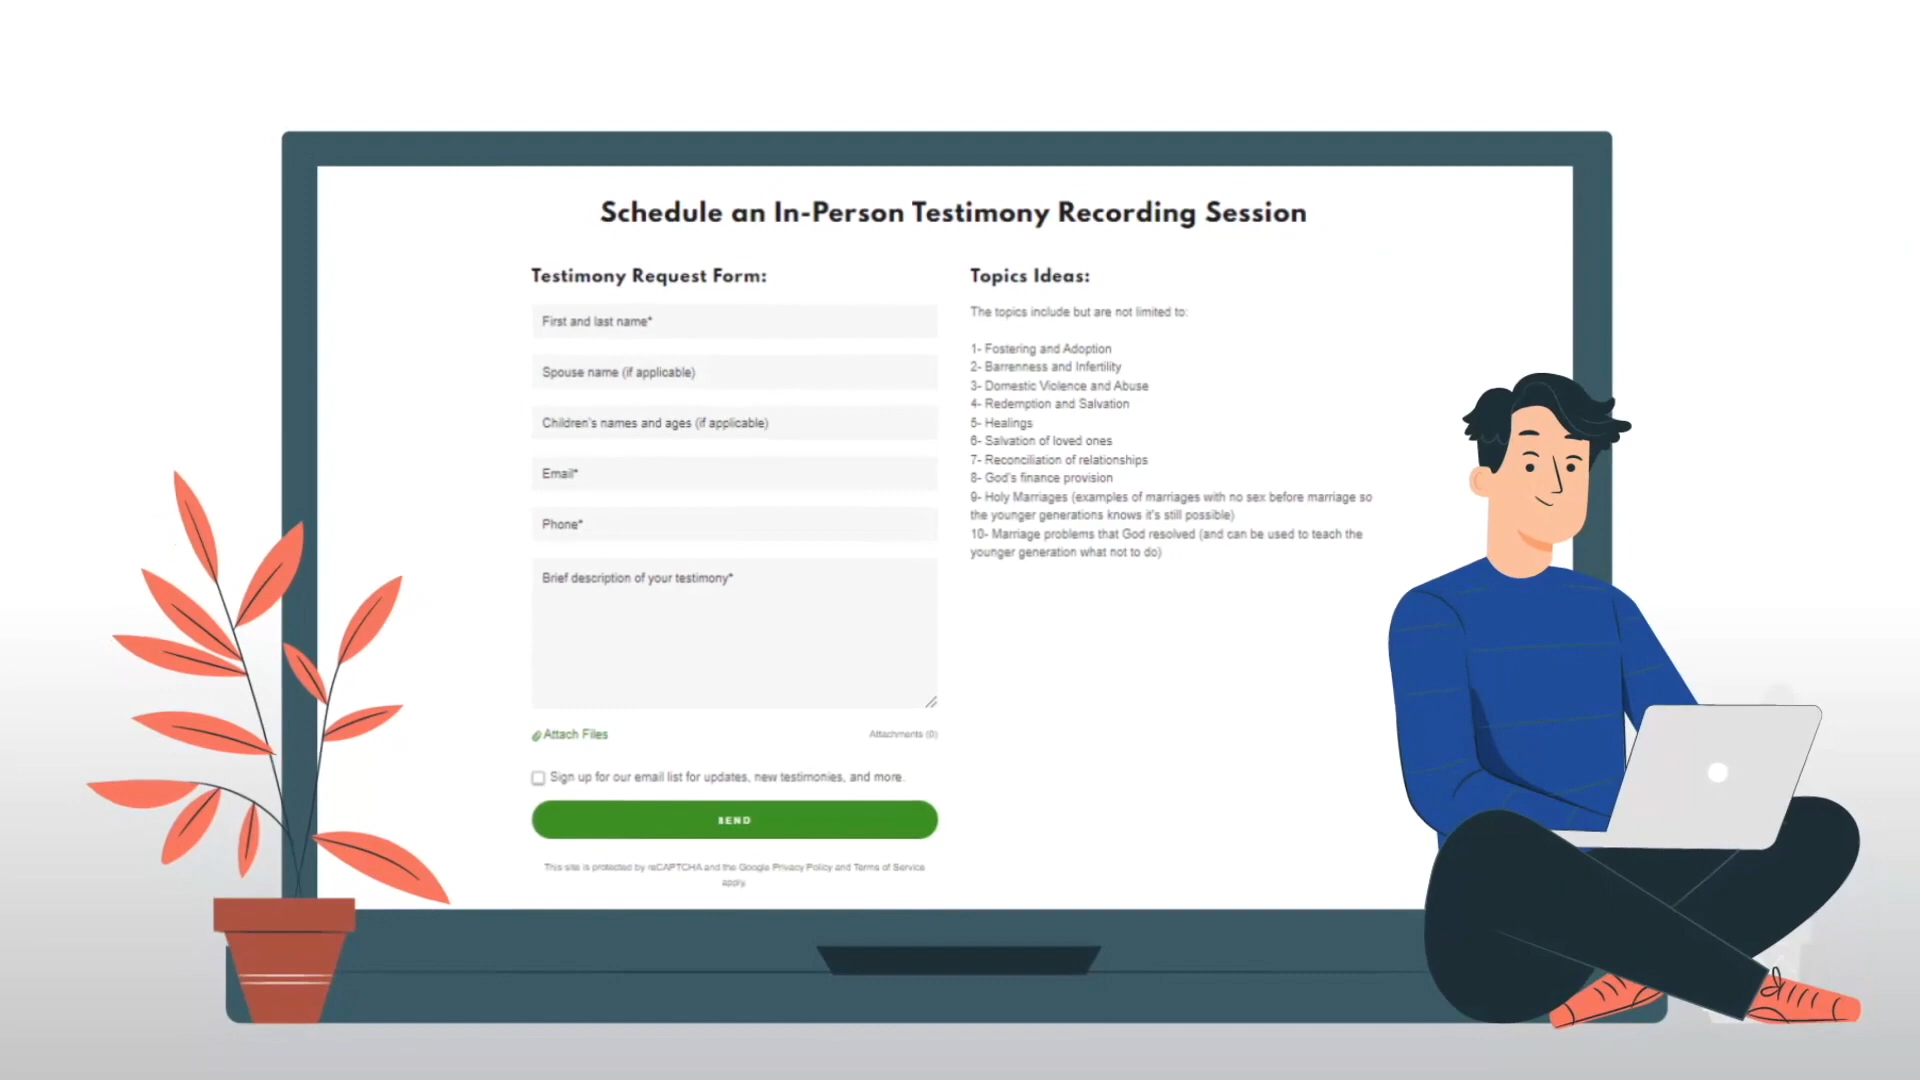 Schedule an In-Person Testimony Recording Session
Testimony Request Form:
First and last name*
Spouse name (if applicable)
Children's names and ages (if applicable)
Email*
Phone*
Brief description of your testimony*
Attach Files
Attachments (0)
Sign up for our email list for updates, new testimonies, and more.
SEND
This site is protected by reCAPTCHA and the Google Privacy Policy and Terms of Service
apply.
Topics Ideas:
The topics include but are not limited to:
1- Fostering and Adoption
2- Barrenness and Infertility
3- Domestic Violence and Abuse
4- Redemption and Salvation
5- Healings
6- Salvation of loved ones
7- Reconciliation of relationships
8- God's finance provision
9- Holy Marriages (examples of marriages with no sex before marriage so
the younger generations knows it's still possible)
10- Marriage problems that God resolved (and can be used to teach the
younger generation what not to do)